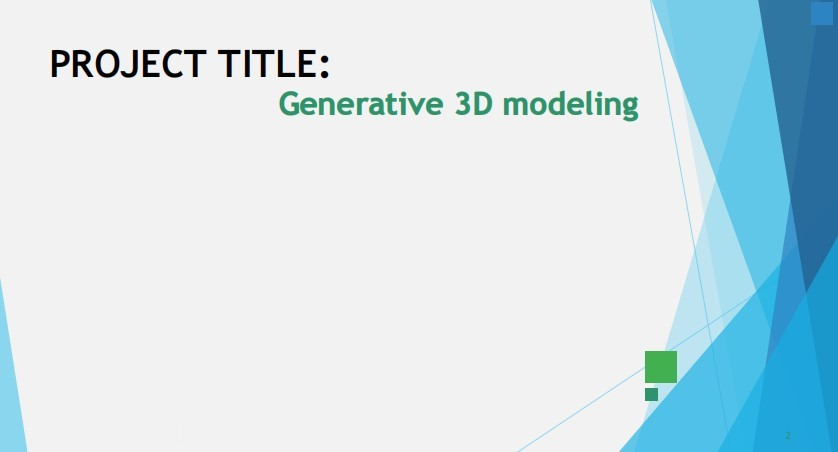 PROJECT TITLE:
Generative 3D modeling
2